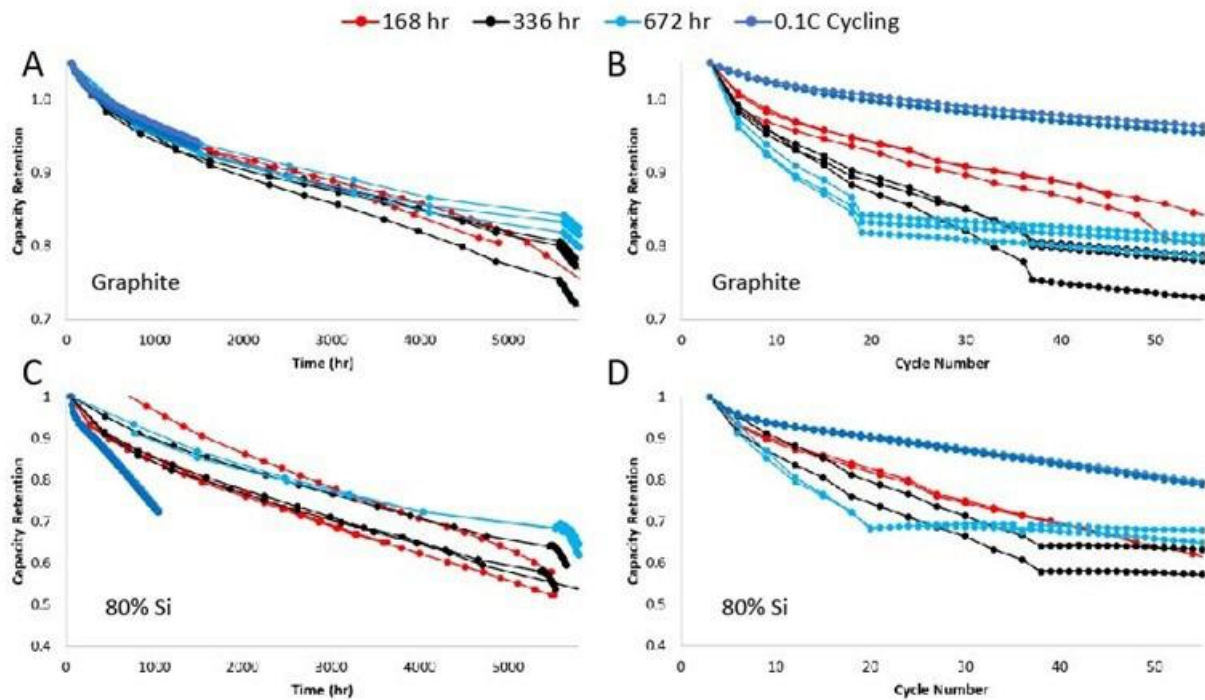 168 hr 336 hr 672 hr 0.1C Cycling
A
Capacity Retention
1.0
0.9
0.8
0.7
Graphite
0 1000 2000 3000 4000 5000
Time (hr)
B
Capacity Retention
1.0
0.9
0.8
0.7
Graphite
0 10 20 30 40 50
Cycle Number
C
Capacity Retention
1
0.9
0.8
0.7
0.6
0.5
0.4
80% Si
0 1000 2000 3000 4000 5000
Time (hr)
D
Capacity Retention
1
0.9
0.8
0.7
0.6
0.5
0.4
80% Si
0 10 20 30 40 50
Cycle Number